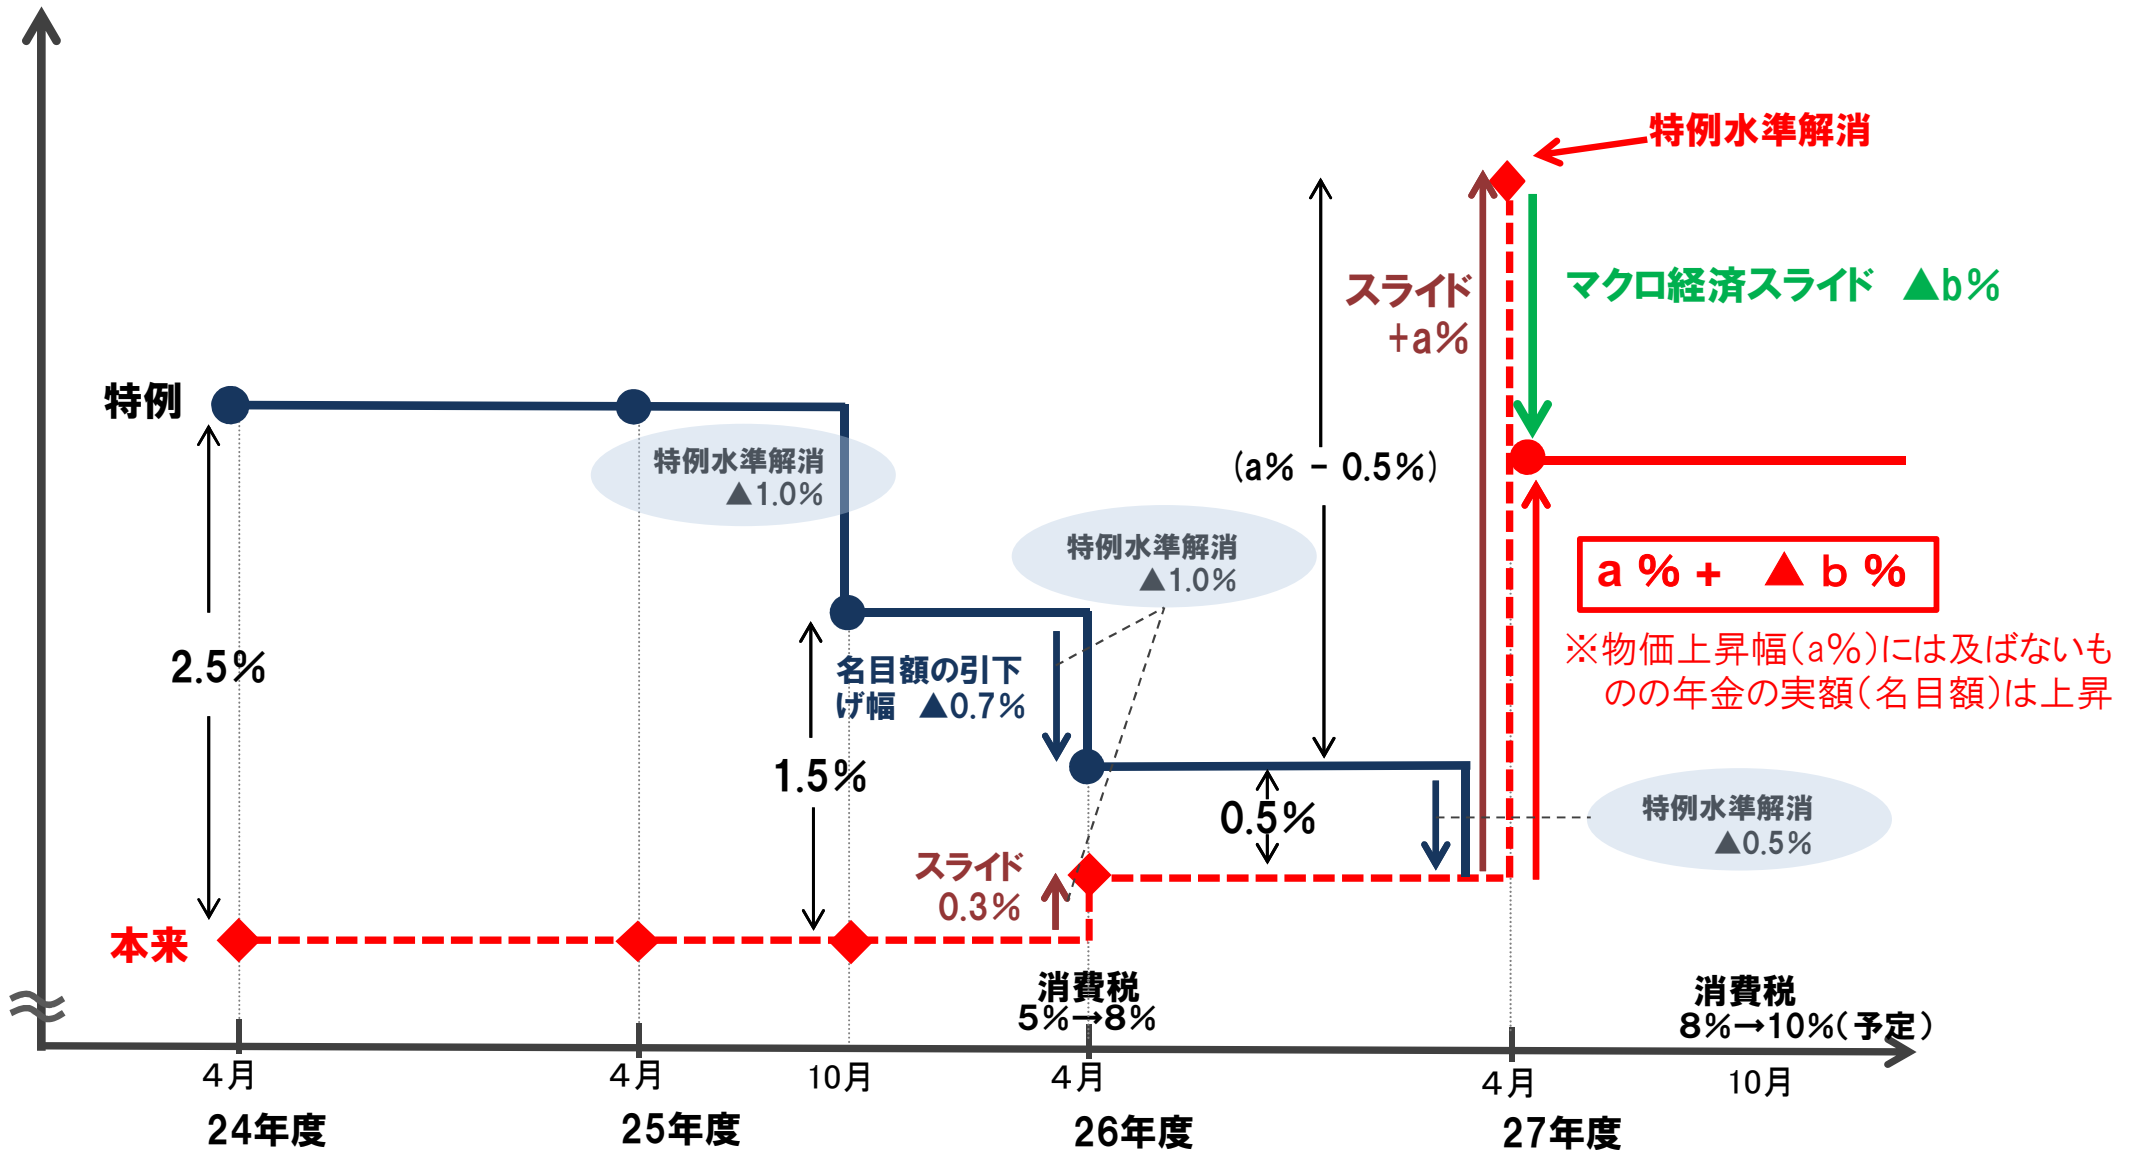 特例水準解消
マクロ経済スライド ▲b%
スライド
+a%
特例
特例水準解消
▲1.0%
(a% − 0.5%)
特例水準解消
▲1.0%
a % + ▲ b %
※物価上昇幅(a%)には及ばないも
のの年金の実額(名目額)は上昇
2.5%
名目額の引下
げ幅 ▲0.7%
1.5%
0.5%
特例水準解消
▲0.5%
スライド
0.3%
本来
消費税
5%→8%
消費税
8%→10%(予定)
4月
4月
10月
4月
4月
10月
24年度
25年度
26年度
27年度